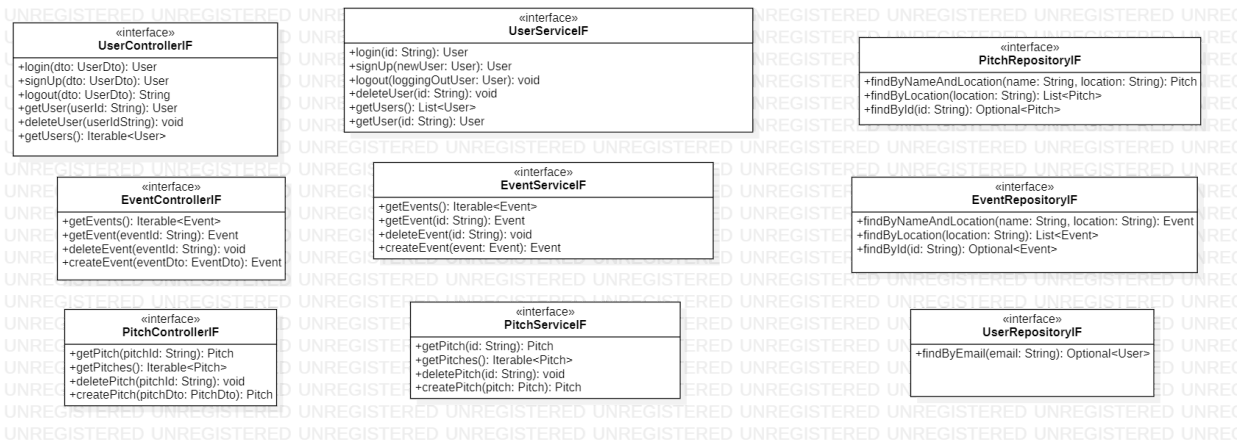 «interface»
UserControllerIF
+login(dto: UserDto): User
+signUp(dto: UserDto): User
+logout(dto: UserDto): String
+getUser(userId: String): User
+deleteUser(userIdString): void
+getUsers(): Iterable<User>
«interface»
UserServiceIF
+login(id: String): User
+signUp(newUser: User): User
+logout(loggingOutUser: User): void
+deleteUser(id: String): void
+getUsers(): List<User>
+getUser(id: String): User
«interface»
PitchRepositoryIF
+findByNameAndLocation(name: String, location: String): Pitch
+findByLocation(location: String): List<Pitch>
+findById(id: String): Optional<Pitch>
«interface»
EventControllerIF
+getEvents(): Iterable<Event>
+getEvent(eventId: String): Event
+deleteEvent(eventId: String): void
+createEvent(eventDto: EventDto): Event
«interface»
EventServiceIF
+getEvents(): Iterable<Event>
+getEvent(id: String): Event
+deleteEvent(id: String): void
+createEvent(event: Event): Event
«interface»
EventRepositoryIF
+findByNameAndLocation(name: String, location: String): Event
+findByLocation(location: String): List<Event>
+findById(id: String): Optional<Event>
«interface»
PitchControllerIF
+getPitch(pitchId: String): Pitch
+getPitches(): Iterable<Pitch>
+deletePitch(pitchId: String): void
+createPitch(pitchDto: PitchDto): Pitch
«interface»
PitchServiceIF
+getPitch(id: String): Pitch
+getPitches(): Iterable<Pitch>
+deletePitch(id: String): void
+createPitch(pitch: Pitch): Pitch
«interface»
UserRepositoryIF
+findByEmail(email: String): Optional<User>
UNREGISTERED UNREGISTERED UNREGISTERED UNREGISTERED UNREGISTERED UNREGISTERED UNREGISTERED